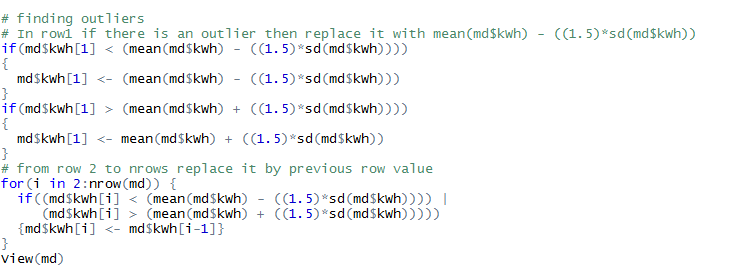 # finding outliers
# In row1 if there is an outlier then replace it with mean(md$kWh) - ((1.5)*sd(md$kWh))
if(md$kWh[1] < (mean(md$kWh) - ((1.5)*sd(md$kWh))))
{
  md$kWh[1] <- (mean(md$kWh) - ((1.5)*sd(md$kWh)))
}
if(md$kWh[1] > (mean(md$kWh) + ((1.5)*sd(md$kWh))))
{
  md$kWh[1] <- mean(md$kWh) + ((1.5)*sd(md$kWh))
}
# from row 2 to nrows replace it by previous row value
for(i in 2:nrow(md)) {
  if((md$kWh[i] < (mean(md$kWh) - ((1.5)*sd(md$kWh)))) |
     (md$kWh[i] > (mean(md$kWh) + ((1.5)*sd(md$kWh)))))
  {md$kWh[i] <- md$kWh[i-1]}
}
View(md)